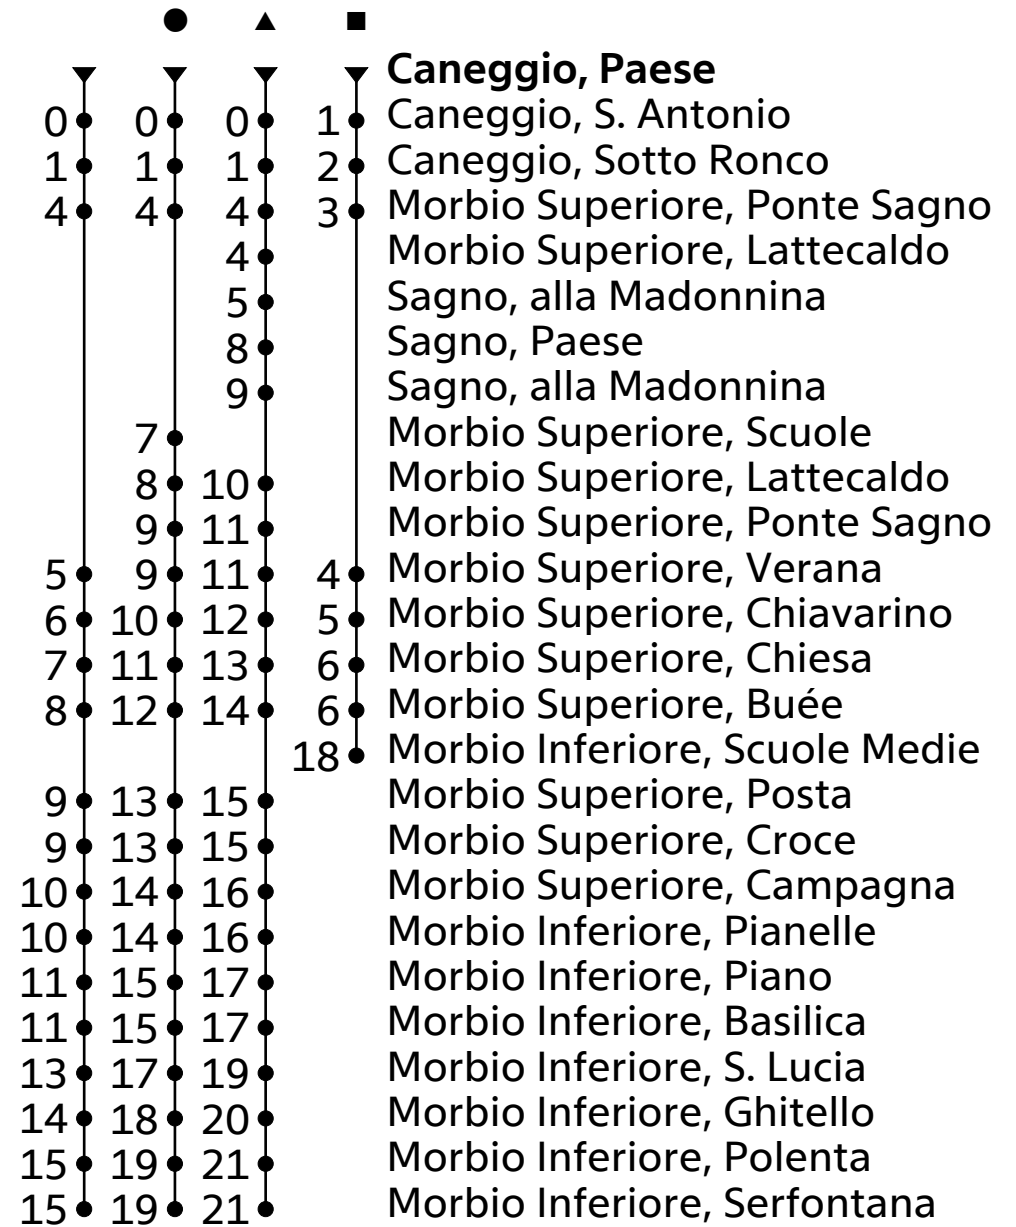 ● ▲ ■
Caneggio, Paese
0 0 0 1 Caneggio, S. Antonio
1 1 1 2 Caneggio, Sotto Ronco
4 4 4 3 Morbio Superiore, Ponte Sagno
4 Morbio Superiore, Lattecaldo
5 Sagno, alla Madonnina
8 Sagno, Paese
9 Sagno, alla Madonnina
7 Morbio Superiore, Scuole
8 10 Morbio Superiore, Lattecaldo
9 11 Morbio Superiore, Ponte Sagno
5 9 11 4 Morbio Superiore, Verana
6 10 12 5 Morbio Superiore, Chiavarino
7 11 13 6 Morbio Superiore, Chiesa
8 12 14 6 Morbio Superiore, Buée
18 Morbio Inferiore, Scuole Medie
9 13 15 Morbio Superiore, Posta
9 13 15 Morbio Superiore, Croce
10 14 16 Morbio Superiore, Campagna
10 14 16 Morbio Inferiore, Pianelle
11 15 17 Morbio Inferiore, Piano
11 15 17 Morbio Inferiore, Basilica
13 17 19 Morbio Inferiore, S. Lucia
14 18 20 Morbio Inferiore, Ghitello
15 19 21 Morbio Inferiore, Polenta
15 19 21 Morbio Inferiore, Serfontana